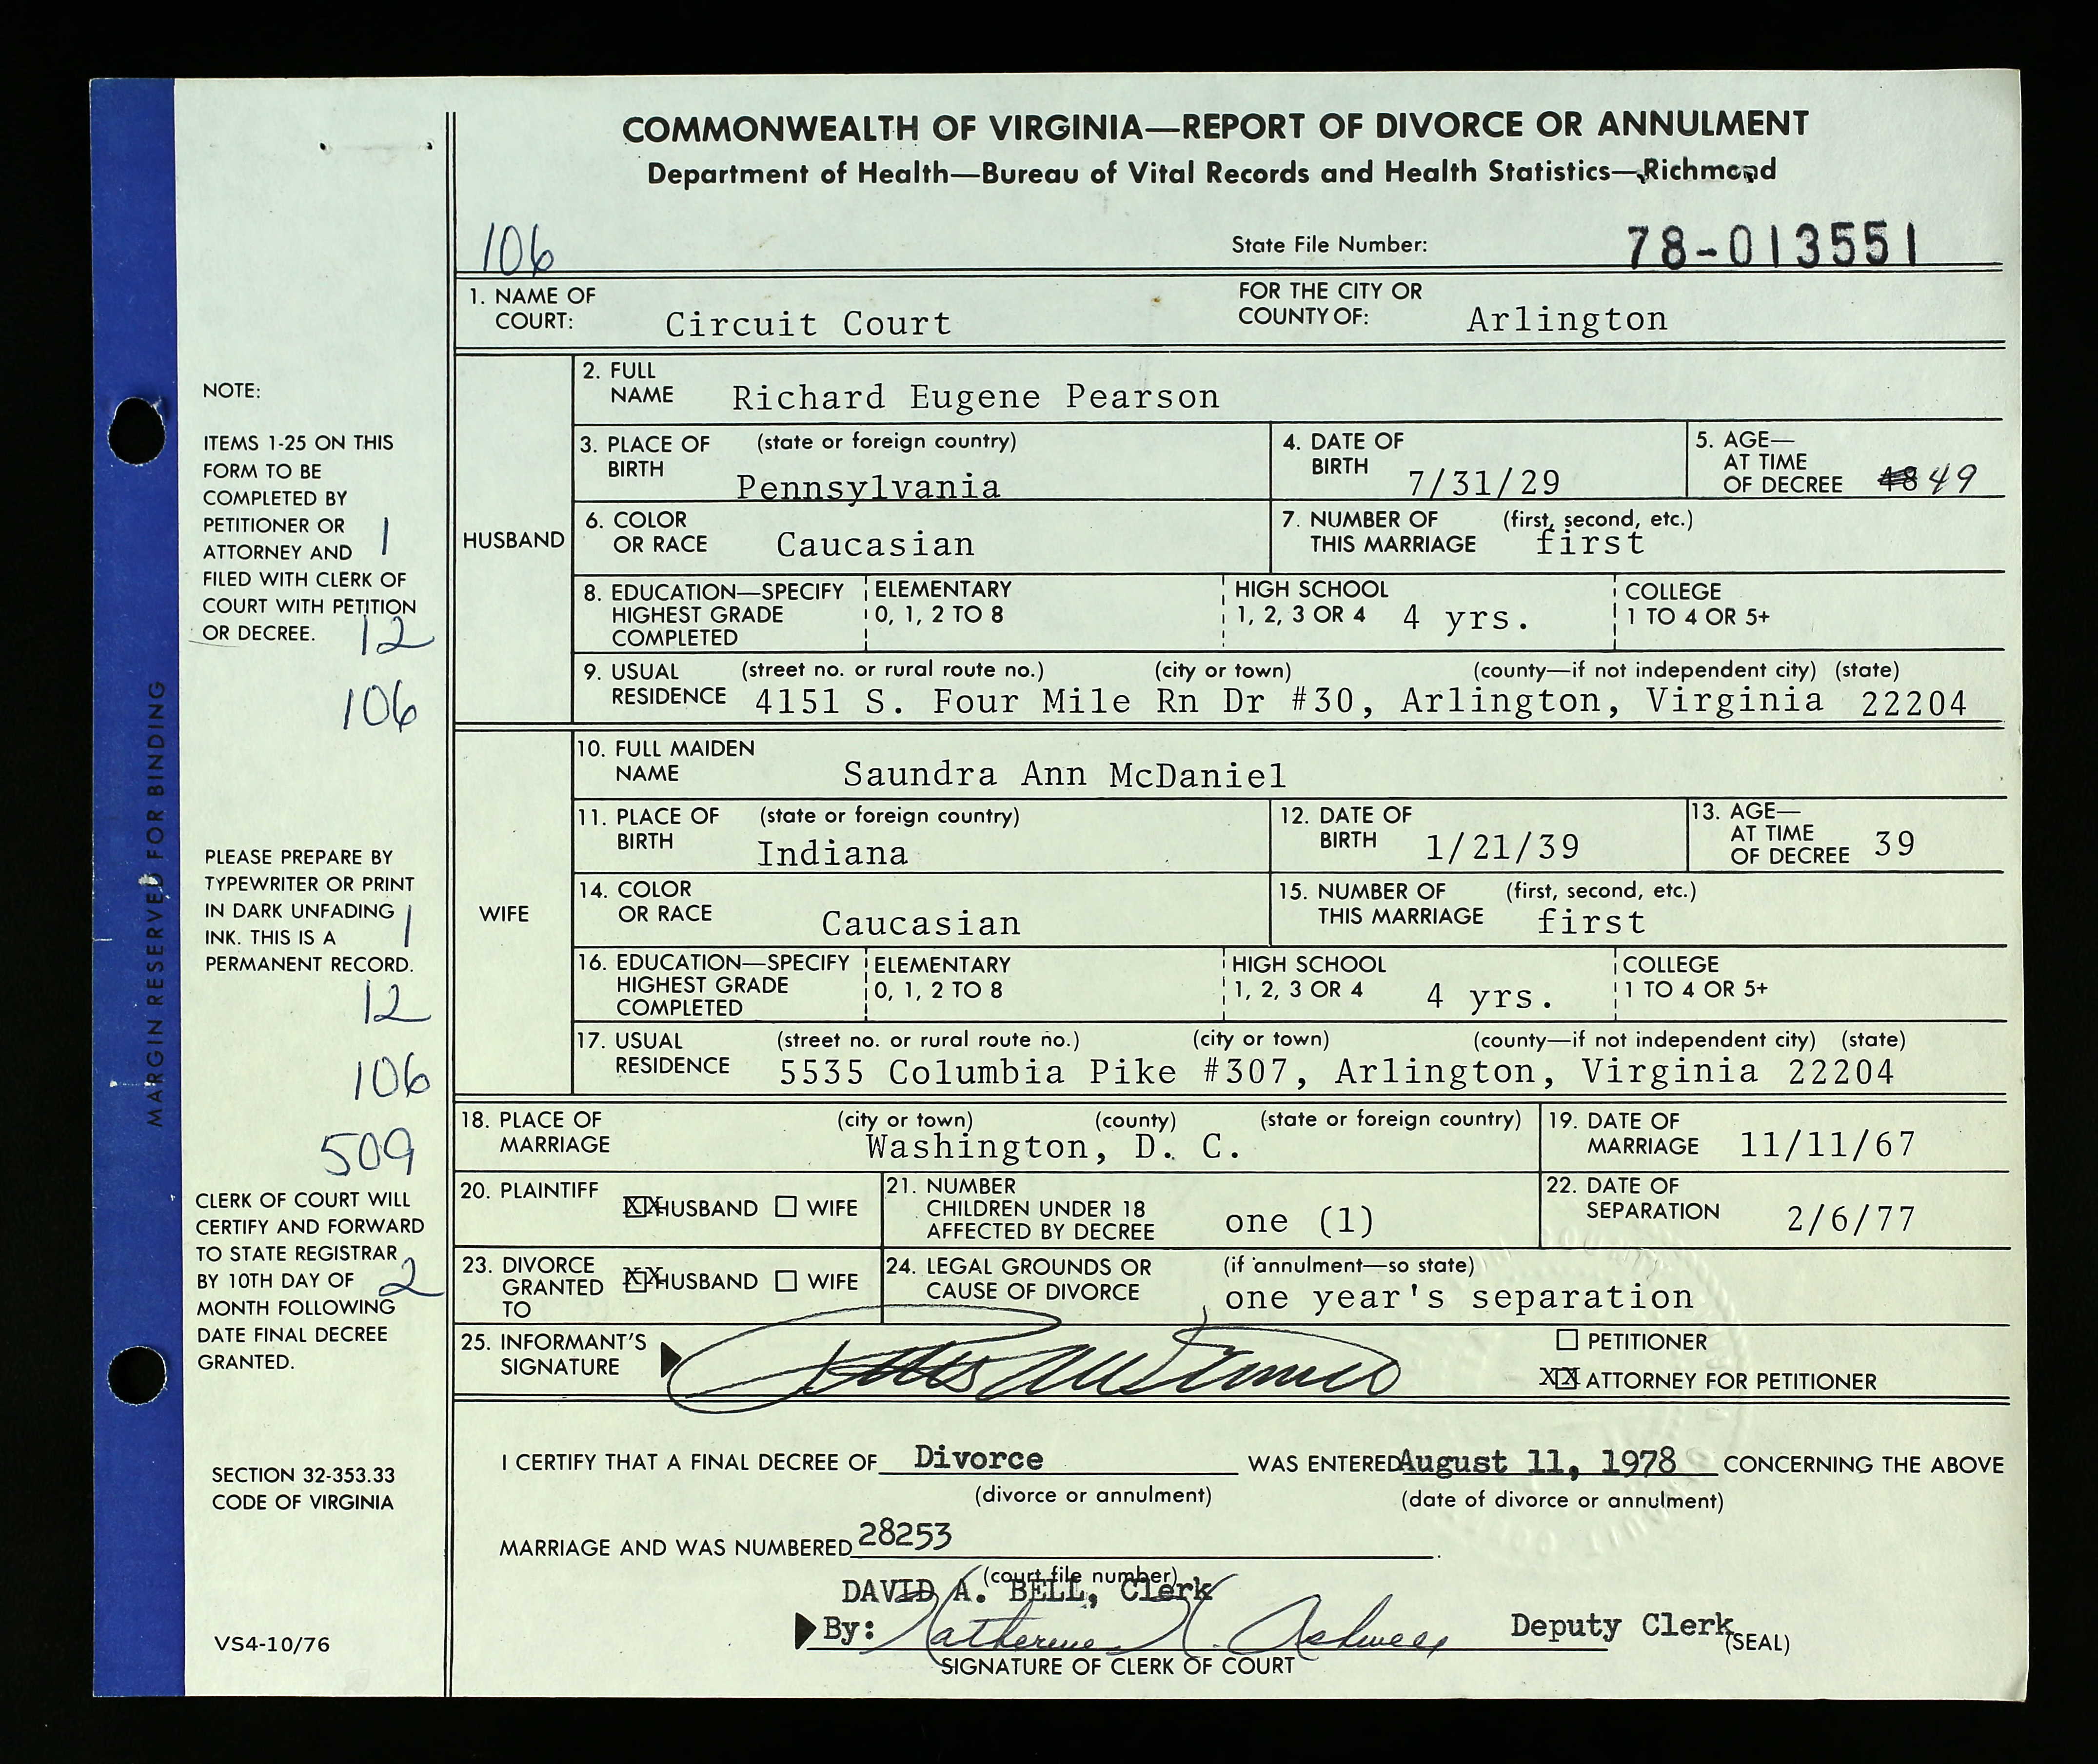 COMMONWEALTH OF VIRGINIA—REPORT OF DIVORCE OR ANNULMENT
Department of Health—Bureau of Vital Records and Health Statistics—Richmond
106
State File Number: 78-013551
1. NAME OF COURT: Circuit Court FOR THE CITY OR COUNTY OF: Arlington
HUSBAND
2. FULL NAME Richard Eugene Pearson
3. PLACE OF BIRTH (state or foreign country) Pennsylvania
4. DATE OF BIRTH 7/31/29
5. AGE—AT TIME OF DECREE 48 49
6. COLOR OR RACE Caucasian
7. NUMBER OF THIS MARRIAGE (first, second, etc.) first
8. EDUCATION—SPECIFY HIGHEST GRADE COMPLETED
ELEMENTARY 0, 1, 2 TO 8
HIGH SCHOOL 1, 2, 3 OR 4 4 yrs.
COLLEGE 1 TO 4 OR 5+
9. USUAL RESIDENCE (street no. or rural route no.) (city or town) (county—if not independent city) (state)
4151 S. Four Mile Rn Dr #30, Arlington, Virginia 22204
WIFE
10. FULL MAIDEN NAME Saundra Ann McDaniel
11. PLACE OF BIRTH (state or foreign country) Indiana
12. DATE OF BIRTH 1/21/39
13. AGE—AT TIME OF DECREE 39
14. COLOR OR RACE Caucasian
15. NUMBER OF THIS MARRIAGE (first, second, etc.) first
16. EDUCATION—SPECIFY HIGHEST GRADE COMPLETED
ELEMENTARY 0, 1, 2 TO 8
HIGH SCHOOL 1, 2, 3 OR 4 4 yrs.
COLLEGE 1 TO 4 OR 5+
17. USUAL RESIDENCE (street no. or rural route no.) (city or town) (county—if not independent city) (state)
5535 Columbia Pike #307, Arlington, Virginia 22204
18. PLACE OF MARRIAGE (city or town) (county) (state or foreign country)
Washington, D. C.
19. DATE OF MARRIAGE 11/11/67
20. PLAINTIFF XX HUSBAND ☐ WIFE
21. NUMBER CHILDREN UNDER 18 AFFECTED BY DECREE one (1)
22. DATE OF SEPARATION 2/6/77
23. DIVORCE GRANTED TO XX HUSBAND ☐ WIFE
24. LEGAL GROUNDS OR CAUSE OF DIVORCE (if annulment—so state)
one year's separation
25. INFORMANT'S SIGNATURE
☐ PETITIONER
XX ATTORNEY FOR PETITIONER
I CERTIFY THAT A FINAL DECREE OF Divorce WAS ENTERED August 11, 1978 CONCERNING THE ABOVE
(divorce or annulment) (date of divorce or annulment)
MARRIAGE AND WAS NUMBERED 28253.
(court file number)
DAVID A. BELL, Clerk
By: Katherine Deputy Clerk (SEAL)
SIGNATURE OF CLERK OF COURT
NOTE:
ITEMS 1-25 ON THIS
FORM TO BE
COMPLETED BY
PETITIONER OR
ATTORNEY AND 1
FILED WITH CLERK OF
COURT WITH PETITION
OR DECREE. 12
106
PLEASE PREPARE BY
TYPEWRITER OR PRINT
IN DARK UNFADING 1
INK. THIS IS A
PERMANENT RECORD.
12
106
509
CLERK OF COURT WILL
CERTIFY AND FORWARD
TO STATE REGISTRAR
BY 10TH DAY OF 2
MONTH FOLLOWING
DATE FINAL DECREE
GRANTED.
SECTION 32-353.33
CODE OF VIRGINIA
VS4-10/76
MARGIN RESERVED FOR BINDING